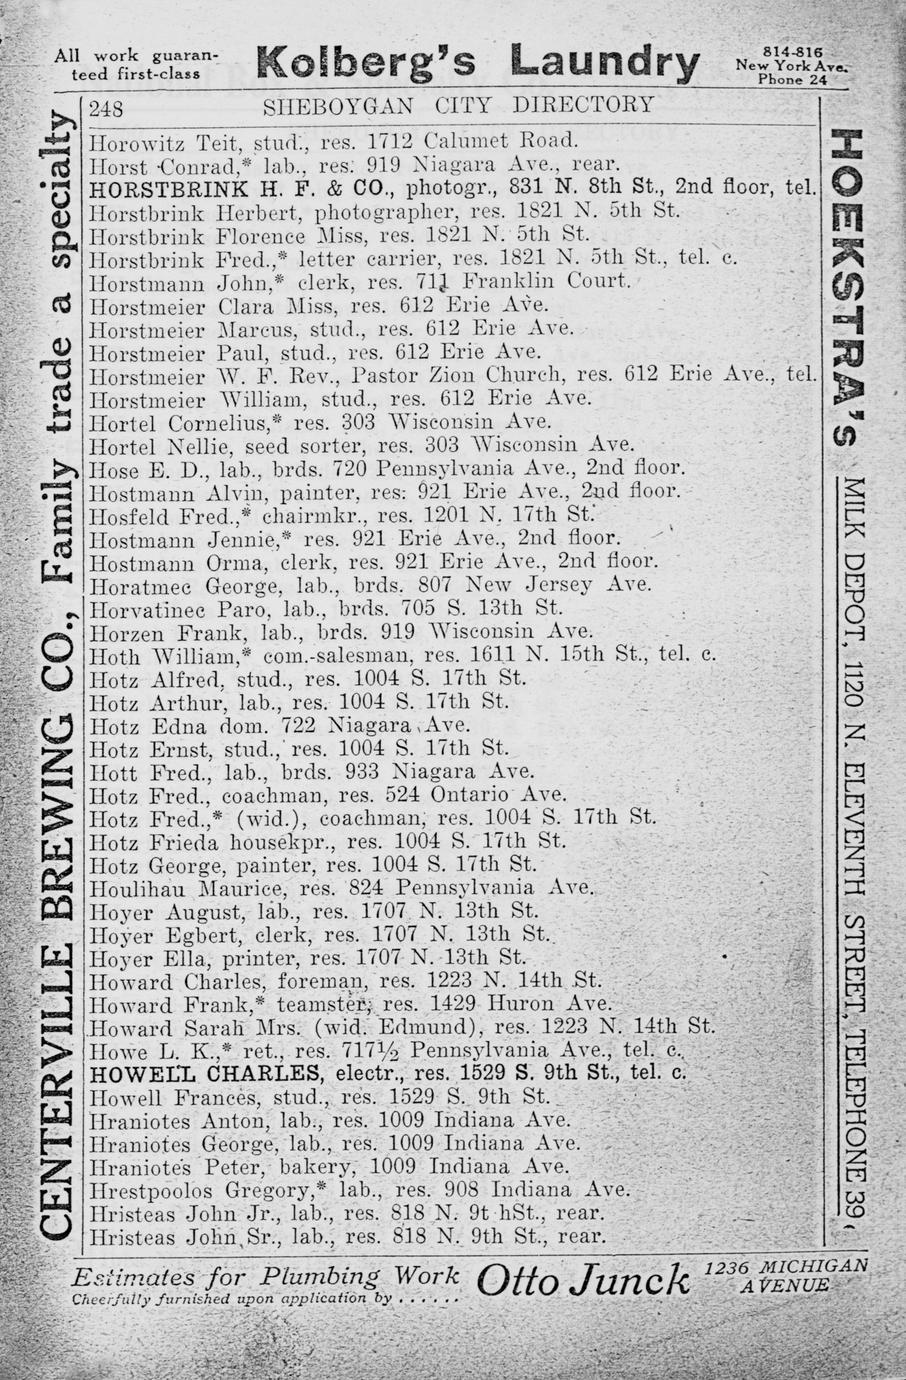 All work guaran-
teed first-class
Kolberg's Laundry
814-816
New York Ave.
Phone 24
248 SHEBOYGAN CITY DIRECTORY
Horowitz Teit, stud., res. 1712 Calumet Road.
Horst Conrad,* lab., res. 919 Niagara Ave., rear.
HORSTBRINK H. F. & CO., photogr., 831 N. 8th St., 2nd floor, tel.
Horstbrink Herbert, photographer, res. 1821 N. 5th St.
Horstbrink Florence Miss, res. 1821 N. 5th St.
Horstbrink Fred.,* letter carrier, res. 1821 N. 5th St., tel. c.
Horstmann John,* clerk, res. 711 Franklin Court.
Horstmeier Clara Miss, res. 612 Erie Ave.
Horstmeier Marcus, stud., res. 612 Erie Ave.
Horstmeier Paul, stud., res. 612 Erie Ave.
Horstmeier W. F. Rev., Pastor Zion Church, res. 612 Erie Ave., tel.
Horstmeier William, stud., res. 612 Erie Ave.
Hortel Cornelius,* res. 303 Wisconsin Ave.
Hortel Nellie, seed sorter, res. 303 Wisconsin Ave.
Hose E. D., lab., brds. 720 Pennsylvania Ave., 2nd floor.
Hostmann Alvin, painter, res: 921 Erie Ave., 2nd floor.
Hosfeld Fred.,* chairmkr., res. 1201 N. 17th St.
Hostmann Jennie,* res. 921 Erie Ave., 2nd floor.
Hostmann Orma, clerk, res. 921 Erie Ave., 2nd floor.
Horatmec George, lab., brds. 807 New Jersey Ave.
Horvatinec Paro, lab., brds. 705 S. 13th St.
Horzen Frank, lab., brds. 919 Wisconsin Ave.
Hoth William,* com.-salesman, res. 1611 N. 15th St., tel. c.
Hotz Alfred, stud., res. 1004 S. 17th St.
Hotz Arthur, lab., res. 1004 S. 17th St.
Hotz Edna dom. 722 Niagara Ave.
Hotz Ernst, stud., res. 1004 S. 17th St.
Hott Fred., lab., brds. 933 Niagara Ave.
Hotz Fred., coachman, res. 524 Ontario Ave.
Hotz Fred.,* (wid.), coachman, res. 1004 S. 17th St.
Hotz Frieda housekpr., res. 1004 S. 17th St.
Hotz George, painter, res. 1004 S. 17th St.
Houlihau Maurice, res. 824 Pennsylvania Ave.
Hoyer August, lab., res. 1707 N. 13th St.
Hoyer Egbert, clerk, res. 1707 N. 13th St.
Hoyer Ella, printer, res. 1707 N. 13th St.
Howard Charles, foreman, res. 1223 N. 14th St.
Howard Frank,* teamster, res. 1429 Huron Ave.
Howard Sarah Mrs. (wid. Edmund), res. 1223 N. 14th St.
Howe L. K.,* ret., res. 717½ Pennsylvania Ave., tel. c.
HOWELL CHARLES, electr., res. 1529 S. 9th St., tel. c.
Howell Frances, stud., res. 1529 S. 9th St.
Hraniotes Anton, lab., res. 1009 Indiana Ave.
Hraniotes George, lab., res. 1009 Indiana Ave.
Hraniotes Peter, bakery, 1009 Indiana Ave.
Hrestpoolos Gregory,* lab., res. 908 Indiana Ave.
Hristeas John Jr., lab., res. 818 N. 9t hSt., rear.
Hristeas John Sr., lab., res. 818 N. 9th St., rear.
CENTERVILLE BREWING CO., Family trade a specialty
HOEKSTRA's MILK DEPOT, 1120 N. ELEVENTH STREET, TELEPHONE 39
Estimates for Plumbing Work
Cheerfully furnished upon application by . . . . . .
Otto Junck
1236 MICHIGAN
AVENUE